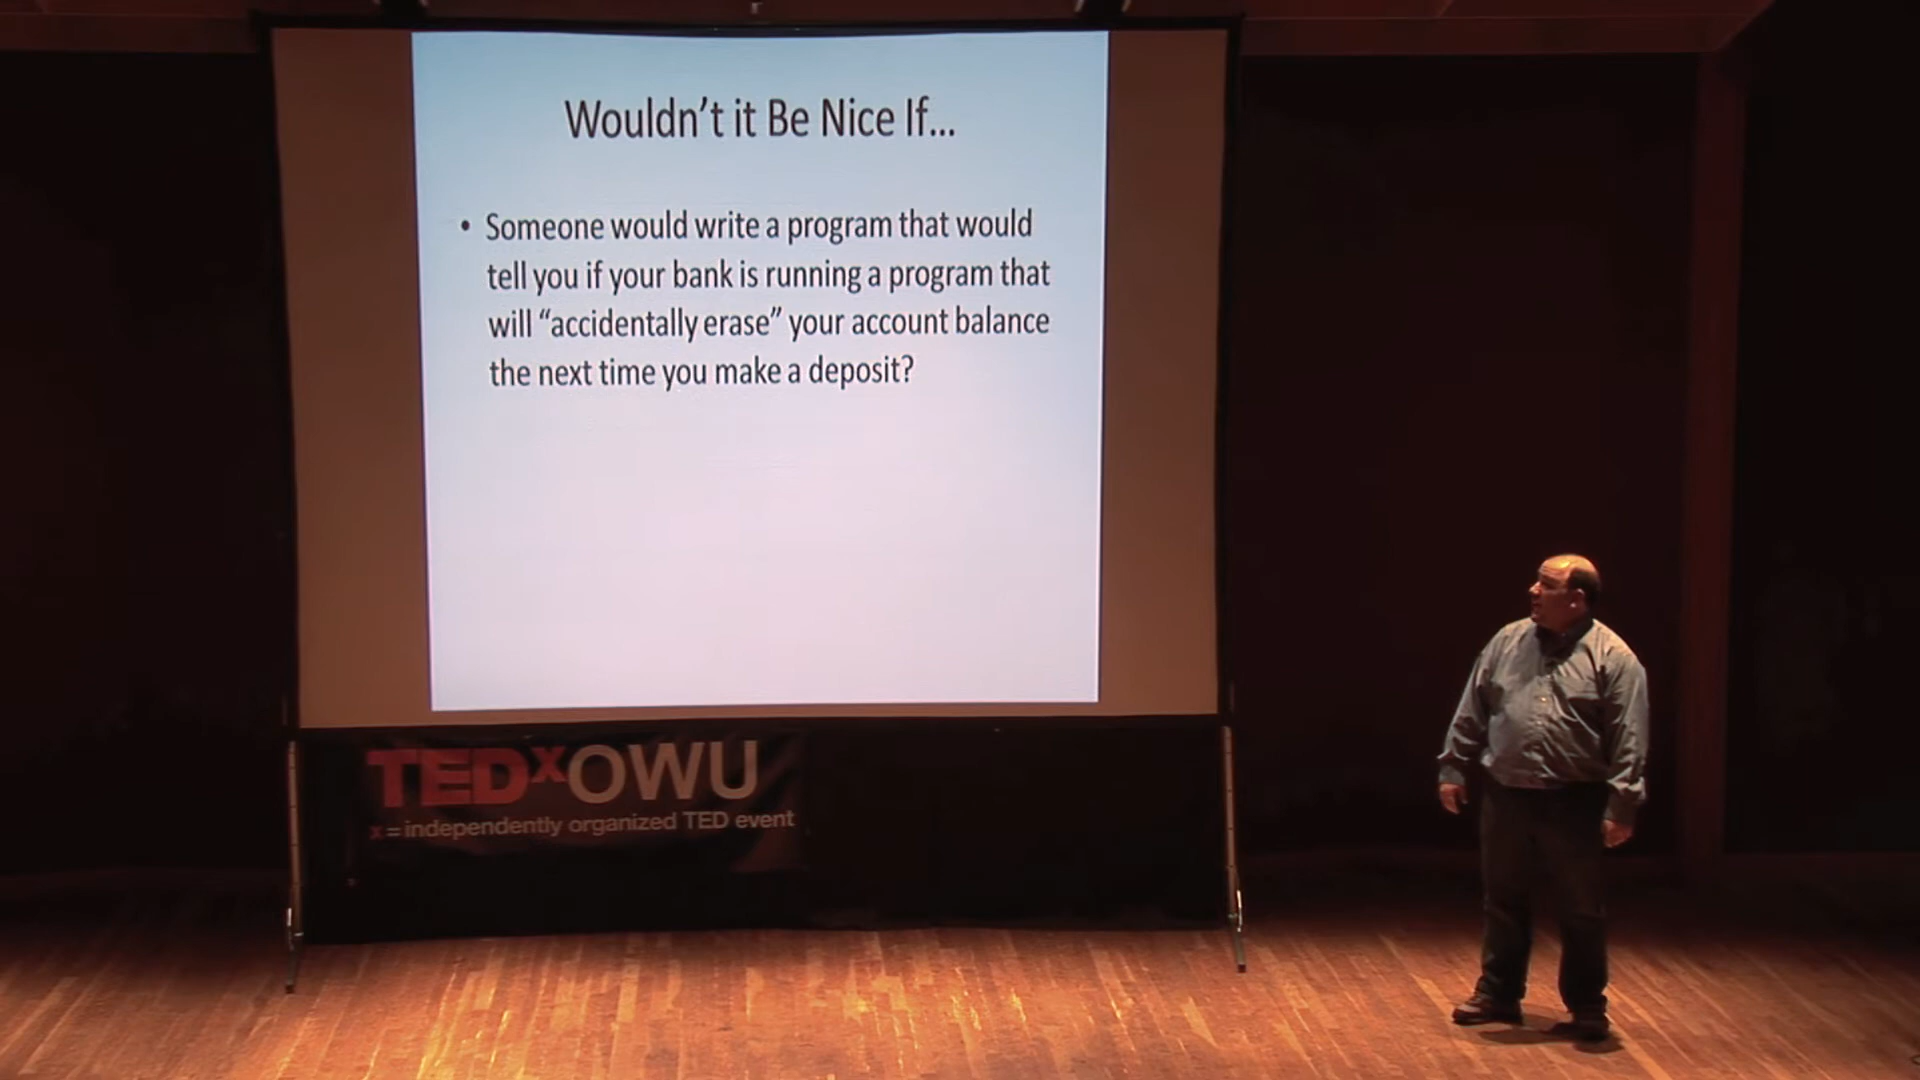 Wouldn't it Be Nice If...
• Someone would write a program that would
tell you if your bank is running a program that
will “accidentally erase” your account balance
the next time you make a deposit?
TEDxOWU
x = independently organized TED event